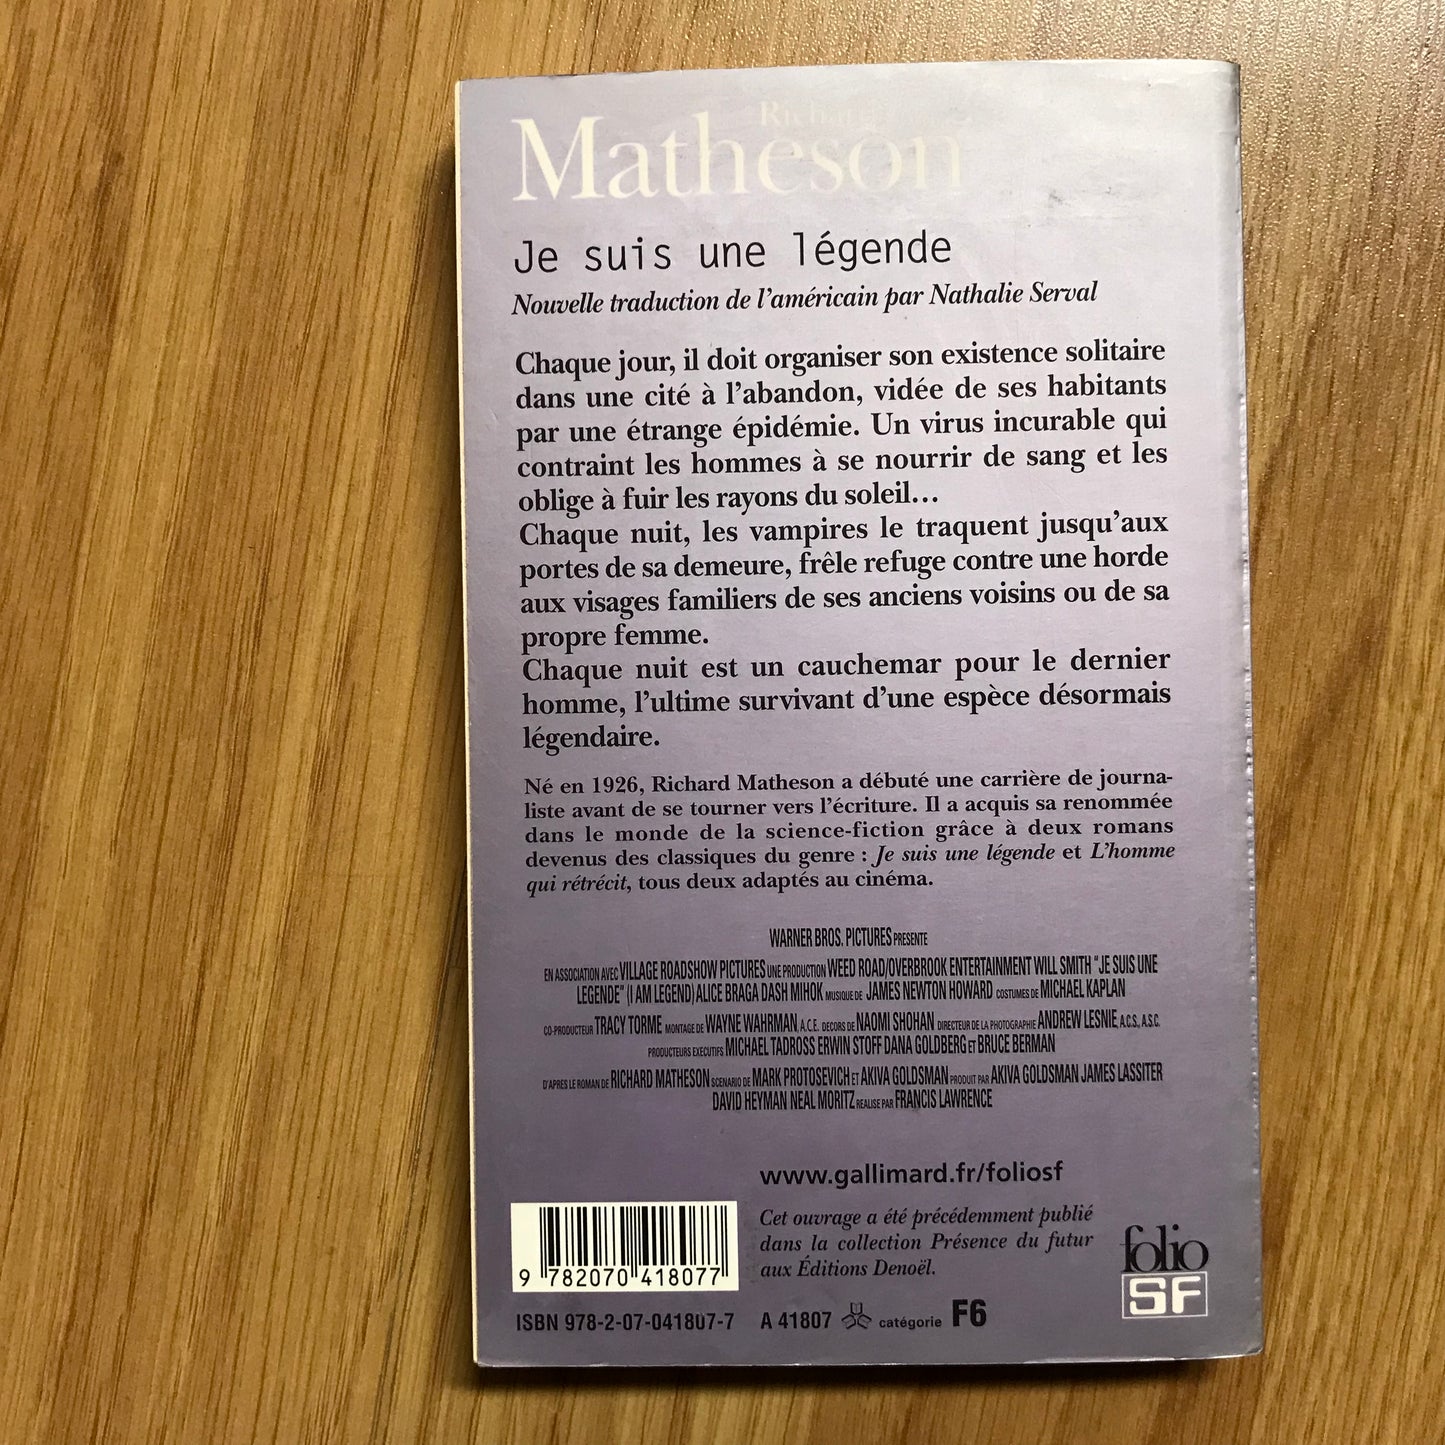 Richard
Matheson
Je suis une légende
Nouvelle traduction de l'américain par Nathalie Serval
Chaque jour, il doit organiser son existence solitaire
dans une cité à l'abandon, vidée de ses habitants
par une étrange épidémie. Un virus incurable qui
contraint les hommes à se nourrir de sang et les
oblige à fuir les rayons du soleil…
Chaque nuit, les vampires le traquent jusqu'aux
portes de sa demeure, frêle refuge contre une horde
aux visages familiers de ses anciens voisins ou de sa
propre femme.
Chaque nuit est un cauchemar pour le dernier
homme, l'ultime survivant d'une espèce désormais
légendaire.
Né en 1926, Richard Matheson a débuté une carrière de journa-
liste avant de se tourner vers l'écriture. Il a acquis sa renommée
dans le monde de la science-fiction grâce à deux romans
devenus des classiques du genre : Je suis une légende et L'homme
qui rétrécit, tous deux adaptés au cinéma.
WARNER BROS. PICTURES PRESENTE
EN ASSOCIATION AVEC VILLAGE ROADSHOW PICTURES UNE PRODUCTION WEED ROAD/OVERBROOK ENTERTAINMENT WILL SMITH "JE SUIS UNE
LEGENDE" (I AM LEGEND) ALICE BRAGA DASH MIHOK MUSIQUE DE JAMES NEWTON HOWARD COSTUMES DE MICHAEL KAPLAN
CO-PRODUCTEUR TRACY TORME MONTAGE DE WAYNE WAHRMAN, A.C.E. DECORS DE NAOMI SHOHAN DIRECTEUR DE LA PHOTOGRAPHIE ANDREW LESNIE, A.C.S., A.S.C.
PRODUCTEURS EXECUTIFS MICHAEL TADROSS ERWIN STOFF DANA GOLDBERG ET BRUCE BERMAN
D'APRES LE ROMAN DE RICHARD MATHESON SCENARIO DE MARK PROTOSEVICH ET AKIVA GOLDSMAN PRODUIT PAR AKIVA GOLDSMAN JAMES LASSITER
DAVID HEYMAN NEAL MORITZ REALISE PAR FRANCIS LAWRENCE
www.gallimard.fr/foliosf
Cet ouvrage a été précédemment publié
dans la collection Présence du futur
aux Éditions Denoël.
folio
SF
9 782070 418077
ISBN 978-2-07-041807-7 A 41807 catégorie F6